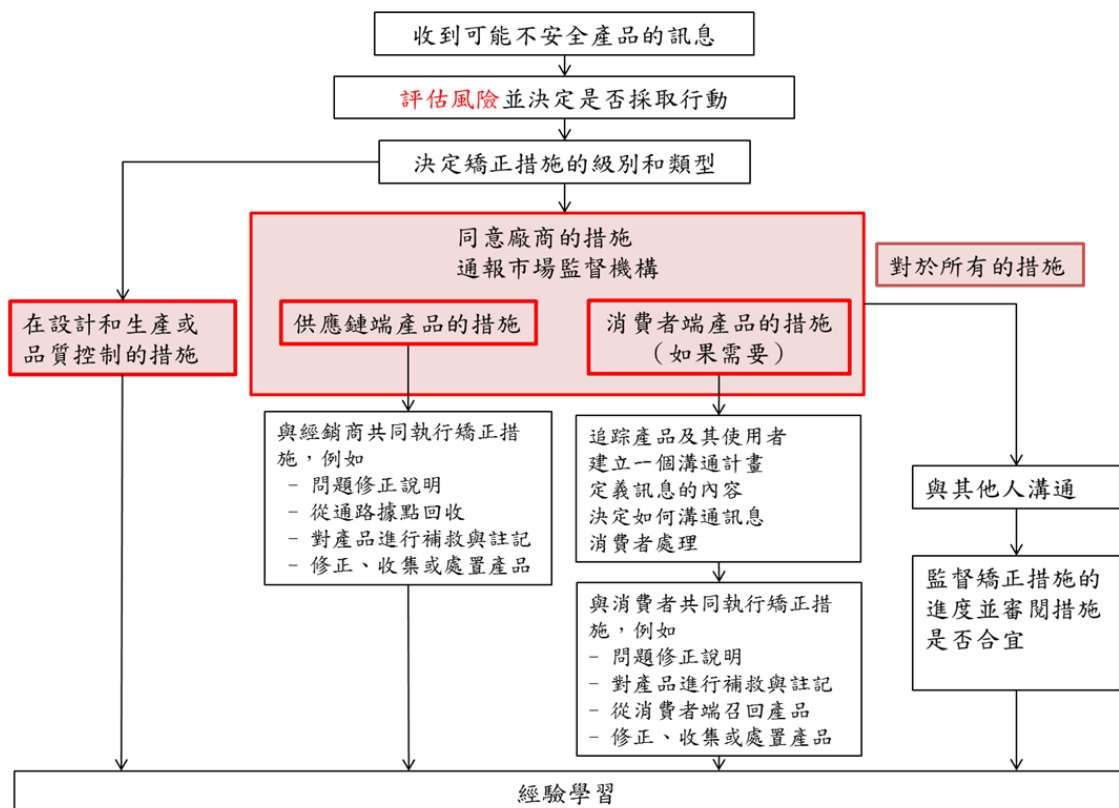 收到可能不安全產品的訊息
評估風險並決定是否採取行動
決定矯正措施的級別和類型
同意廠商的措施
通報市場監督機構
對於所有的措施
在設計和生產或
品質控制的措施
供應鏈端產品的措施
消費者端產品的措施
（如果需要）
與經銷商共同執行矯正措
施，例如
- 問題修正說明
- 從通路據點回收
- 對產品進行補救與註記
- 修正、收集或處置產品
追踪產品及其使用者
建立一個溝通計畫
定義訊息的內容
決定如何溝通訊息
消費者處理
與消費者共同執行矯正措
施，例如
- 問題修正說明
- 對產品進行補救與註記
- 從消費者端召回產品
- 修正、收集或處置產品
與其他人溝通
監督矯正措施的
進度並審閱措施
是否合宜
經驗學習